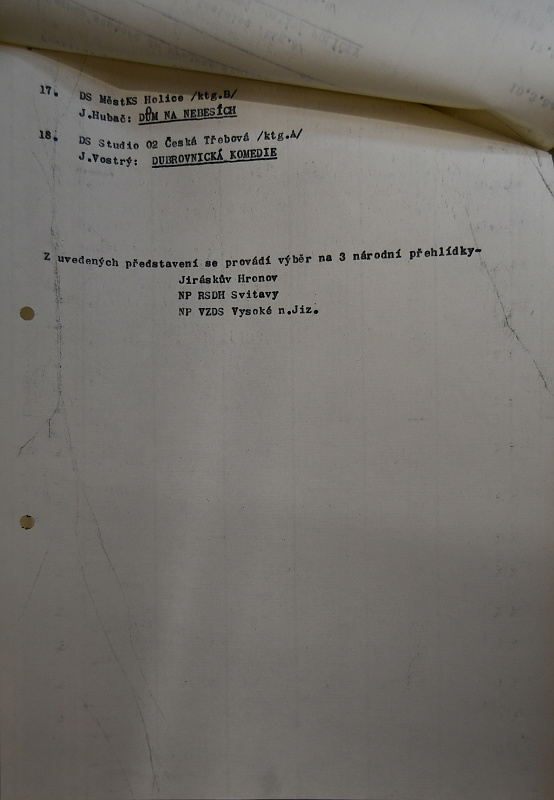 17. DS MěstKS Holice /ktg.B/
J.Hubač: DŮM NA NEBESÍCH
18. DS Studio 02 Česká Třebová /ktg.A/
J.Vostrý: DUBROVNICKÁ KOMEDIE
Z uvedených představení se provádí výběr na 3 národní přehlídky-
Jiráskův Hronov
NP RSDH Svitavy
NP VZDS Vysoké n.Jiz.